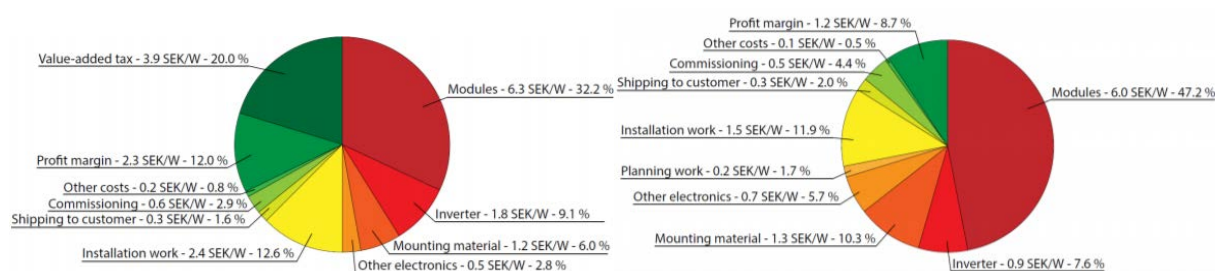 Value-added tax - 3.9 SEK/W - 20.0 %
Modules - 6.3 SEK/W - 32.2 %
Profit margin - 2.3 SEK/W - 12.0 %
Other costs - 0.2 SEK/W - 0.8 %
Commissioning - 0.6 SEK/W - 2.9 %
Shipping to customer - 0.3 SEK/W - 1.6 %
Installation work - 2.4 SEK/W - 12.6 %
Inverter - 1.8 SEK/W - 9.1 %
Mounting material - 1.2 SEK/W - 6.0 %
Other electronics - 0.5 SEK/W - 2.8 %
Profit margin - 1.2 SEK/W - 8.7 %
Other costs - 0.1 SEK/W - 0.5 %
Commissioning - 0.5 SEK/W - 4.4 %
Shipping to customer - 0.3 SEK/W - 2.0 %
Modules - 6.0 SEK/W - 47.2 %
Installation work - 1.5 SEK/W - 11.9 %
Planning work - 0.2 SEK/W - 1.7 %
Other electronics - 0.7 SEK/W - 5.7 %
Mounting material - 1.3 SEK/W - 10.3 %
Inverter - 0.9 SEK/W - 7.6 %